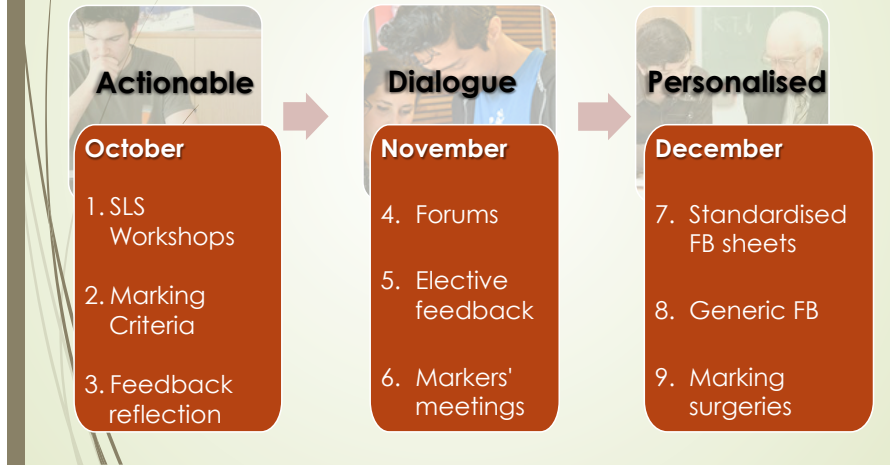 Actionable
October
1. SLS
Workshops
2. Marking
Criteria
3. Feedback
reflection
Dialogue
November
4. Forums
5. Elective
feedback
6. Markers'
meetings
Personalised
December
7. Standardised
FB sheets
8. Generic FB
9. Marking
surgeries